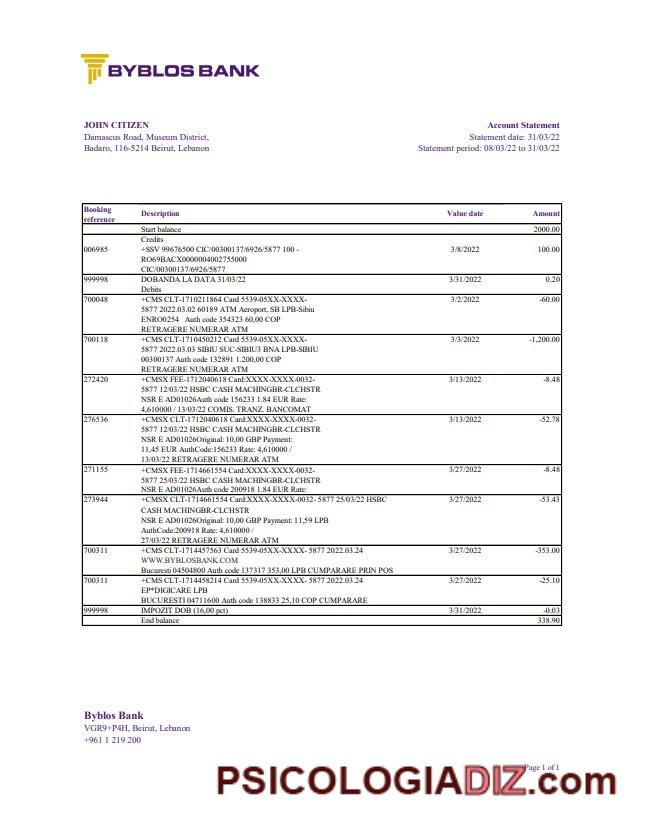 BYBLOS BANK
JOHN CITIZEN
Damascus Road, Museum District,
Badaro, 116-5214 Beirut, Lebanon
Account Statement
Statement date: 31/03/22
Statement period: 08/03/22 to 31/03/22
Booking reference Description Value date Amount
Start balance 2000.00
Credits
006985 +SSV 99676500 CIC/00300137/6926/5877 100 - 3/8/2022 100.00
RO69BACX0000004002755000
CIC/00300137/6926/5877
999998 DOBANDA LA DATA 31/03/22 3/31/2022 0.20
Debits
700048 +CMS CLT-1710211864 Card 5539-05XX-XXXX- 3/2/2022 -60.00
5877 2022.03.02 60189 ATM Aeroport, SB LPB-Sibiu
ENRO0254 Auth code 354323 60,00 COP
RETRAGERE NUMERAR ATM
700118 +CMS CLT-1710450212 Card 5539-05XX-XXXX- 3/3/2022 -1,200.00
5877 2022.03.03 SIBIU SUC-SIBIU3 BNA LPB-SIBIU
00300137 Auth code 132891 1.200,00 COP
RETRAGERE NUMERAR ATM
272420 +CMSX FEE-1712040618 Card:XXXX-XXXX-0032- 3/13/2022 -8.48
5877 12/03/22 HSBC CASH MACHINGBR-CLCHSTR
NSR E AD01026Auth code 156233 1.84 EUR Rate:
4,610000 / 13/03/22 COMIS. TRANZ. BANCOMAT
276536 +CMSX CLT-1712040618 Card:XXXX-XXXX-0032- 3/13/2022 -52.78
5877 12/03/22 HSBC CASH MACHINGBR-CLCHSTR
NSR E AD01026Original: 10,00 GBP Payment:
11,45 EUR AuthCode:156233 Rate: 4,610000 /
13/03/22 RETRAGERE NUMERAR ATM
271155 +CMSX FEE-1714661554 Card:XXXX-XXXX-0032- 3/27/2022 -8.48
5877 25/03/22 HSBC CASH MACHINGBR-CLCHSTR
NSR E AD01026Auth code 200918 1.84 EUR Rate:
273944 +CMSX CLT-1714661554 Card:XXXX-XXXX-0032- 5877 25/03/22 HSBC 3/27/2022 -53.43
CASH MACHINGBR-CLCHSTR
NSR E AD01026Original: 10,00 GBP Payment: 11,59 LPB
AuthCode:200918 Rate: 4,610000 /
27/03/22 RETRAGERE NUMERAR ATM
700311 +CMS CLT-1714457563 Card 5539-05XX-XXXX- 5877 2022.03.24 3/27/2022 -353.00
WWW.BYBLOSBANK.COM
Bucuresti 04504800 Auth code 137317 353,00 LPB CUMPARARE PRIN POS
700311 +CMS CLT-1714458214 Card 5539-05XX-XXXX- 5877 2022.03.24 3/27/2022 -25.10
EP*DIGICARE LPB
BUCURESTI 04711600 Auth code 138833 25,10 COP CUMPARARE
999998 IMPOZIT DOB (16,00 pct) 3/31/2022 -0.03
End balance 338.90
Byblos Bank
VGR9+P4H, Beirut, Lebanon
+961 1 219 200
Page 1 of 1
PSICOLOGIADIZ.com